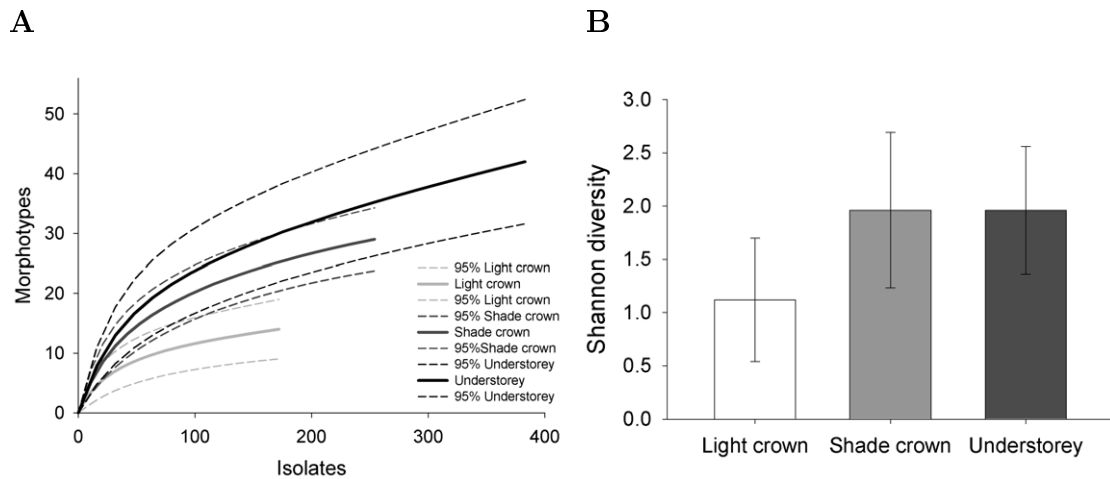 A
B
Morphotypes
50
40
30
20
10
0
95% Light crown
Light crown
95% Light crown
95% Shade crown
Shade crown
95%Shade crown
95% Understorey
Understorey
95% Understorey
0 100 200 300 400
Isolates
Shannon diversity
3.0
2.5
2.0
1.5
1.0
0.5
0.0
Light crown Shade crown Understorey